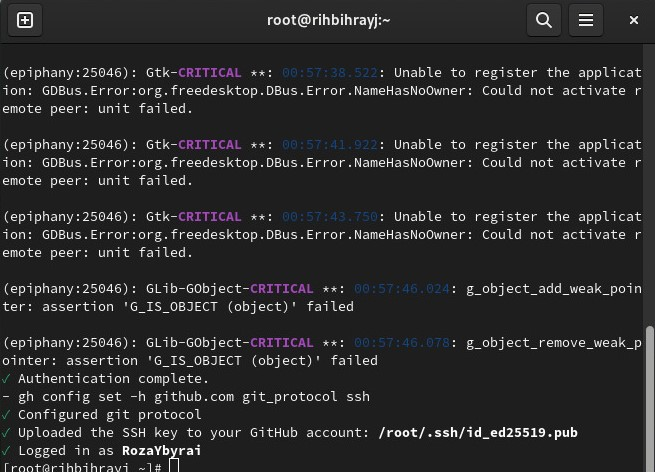 root@rihbihrayj:~
(epiphany:25046): Gtk-CRITICAL **: 00:57:38.522: Unable to register the applicat
ion: GDBus.Error:org.freedesktop.DBus.Error.NameHasNoOwner: Could not activate r
emote peer: unit failed.
(epiphany:25046): Gtk-CRITICAL **: 00:57:41.922: Unable to register the applicat
ion: GDBus.Error:org.freedesktop.DBus.Error.NameHasNoOwner: Could not activate r
emote peer: unit failed.
(epiphany:25046): Gtk-CRITICAL **: 00:57:43.750: Unable to register the applicat
ion: GDBus.Error:org.freedesktop.DBus.Error.NameHasNoOwner: Could not activate r
emote peer: unit failed.
(epiphany:25046): GLib-GObject-CRITICAL **: 00:57:46.024: g_object_add_weak_poin
ter: assertion 'G_IS_OBJECT (object)' failed
(epiphany:25046): GLib-GObject-CRITICAL **: 00:57:46.078: g_object_remove_weak_p
ointer: assertion 'G_IS_OBJECT (object)' failed
✓ Authentication complete.
- gh config set -h github.com git_protocol ssh
✓ Configured git protocol
✓ Uploaded the SSH key to your GitHub account: /root/.ssh/id_ed25519.pub
✓ Logged in as RozaYbyrai
[root@rihbihrayj ~]#